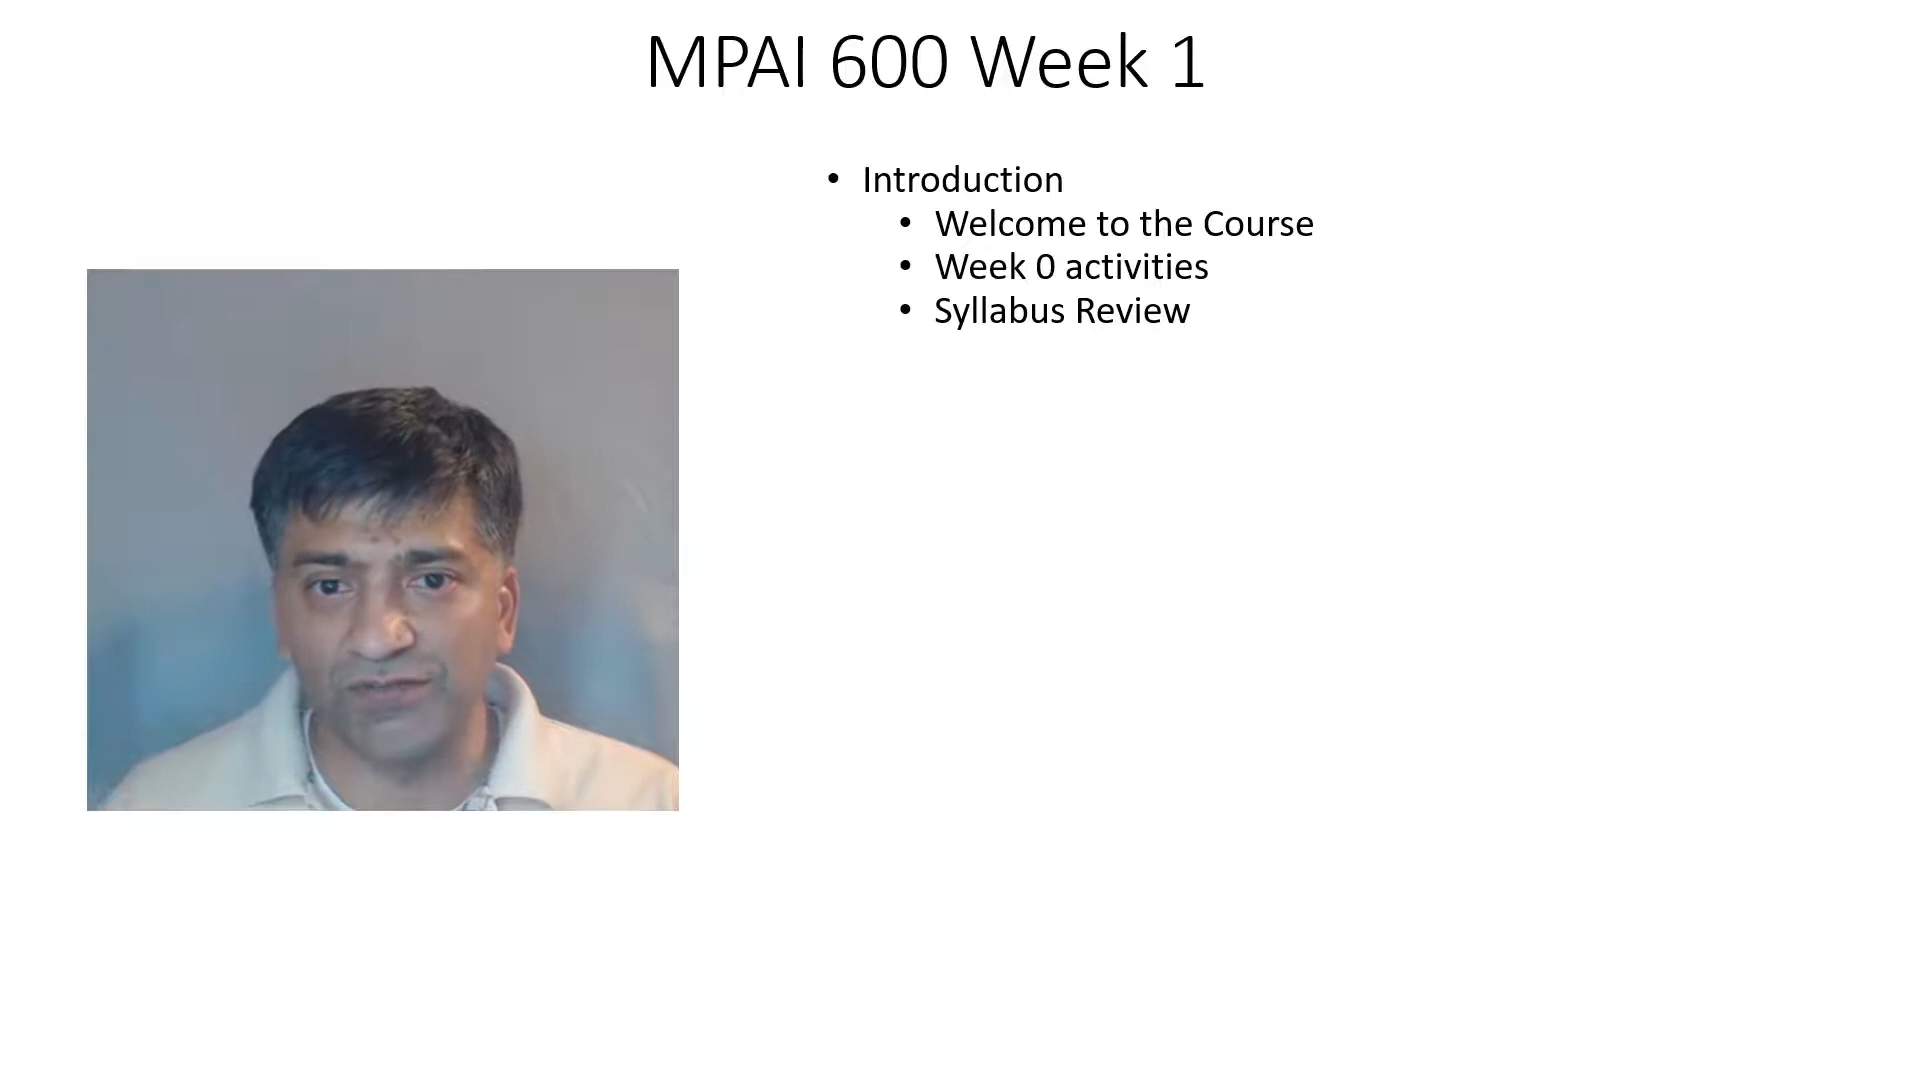 MPAI 600 Week 1
• Introduction
• Welcome to the Course
• Week 0 activities
• Syllabus Review